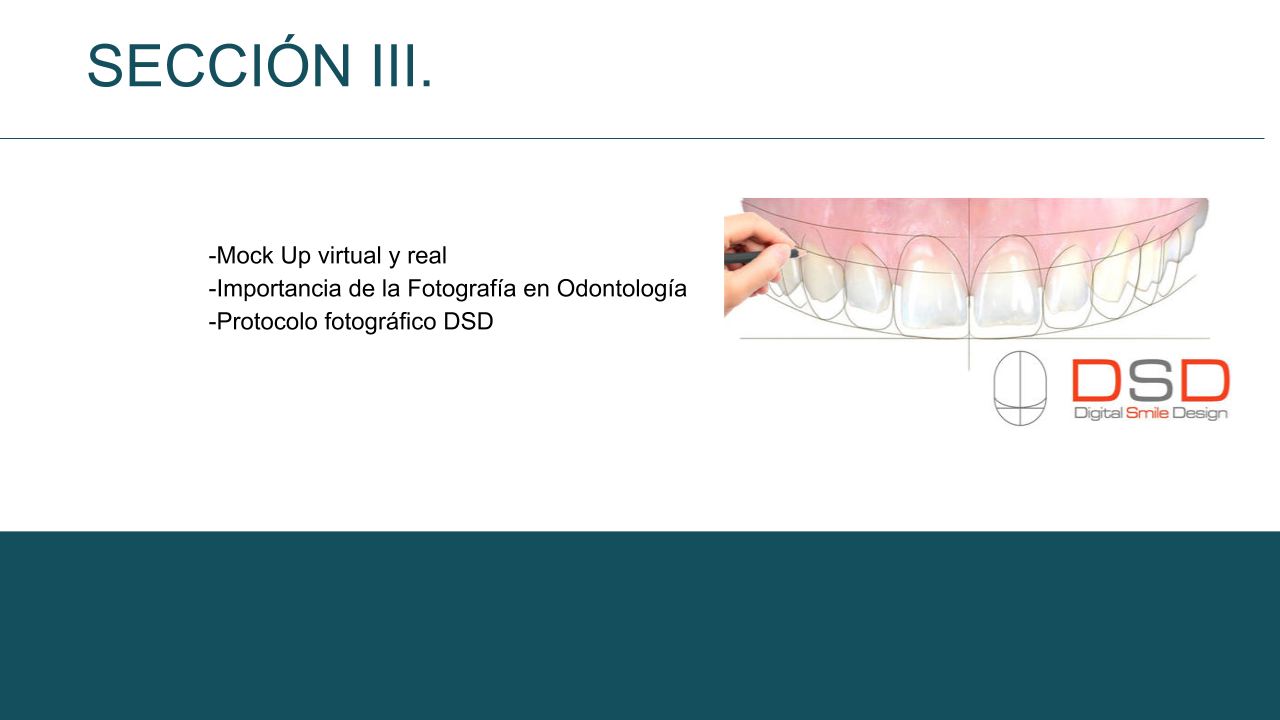 SECCIÓN III.
-Mock Up virtual y real
-Importancia de la Fotografía en Odontología
-Protocolo fotográfico DSD
DSD
Digital Smile Design